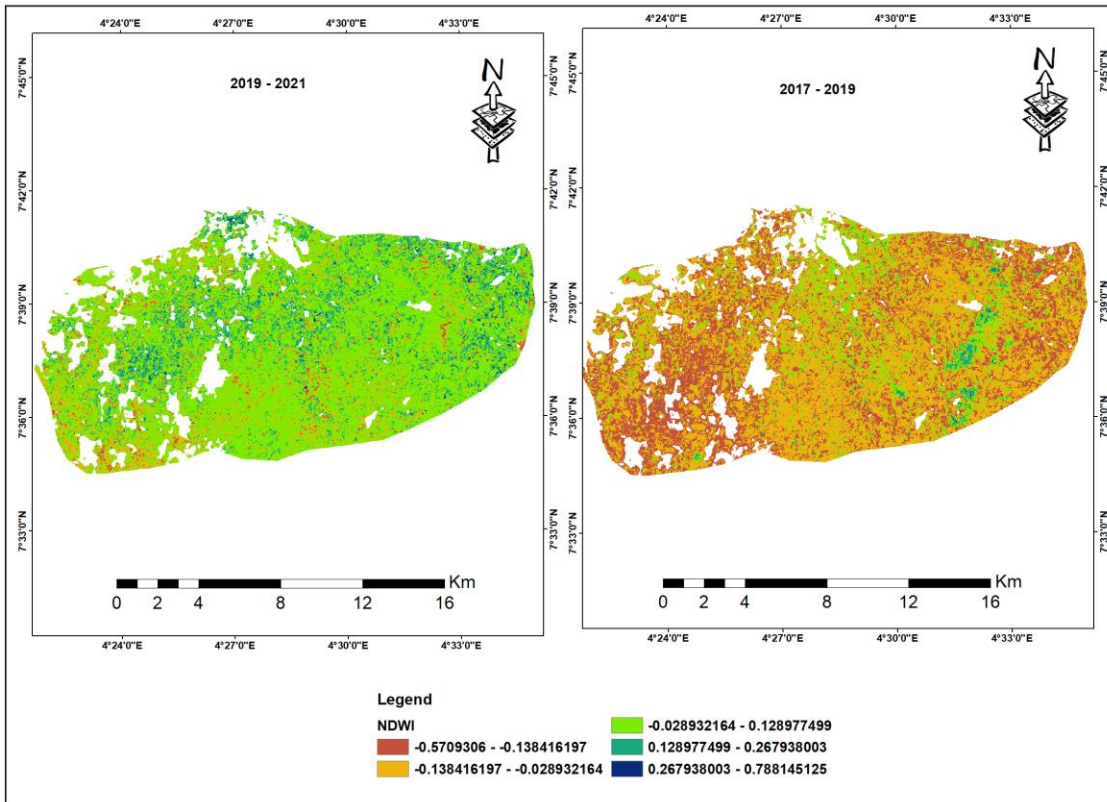 4°24'0"E 4°27'0"E 4°30'0"E 4°33'0"E
7°45'0"N
7°42'0"N
7°39'0"N
7°36'0"N
7°33'0"N
2019 - 2021
N
Km
0 2 4 8 12 16
4°24'0"E 4°27'0"E 4°30'0"E 4°33'0"E
4°24'0"E 4°27'0"E 4°30'0"E 4°33'0"E
7°45'0"N 7°45'0"N
7°42'0"N 7°42'0"N
7°39'0"N 7°39'0"N
7°36'0"N 7°36'0"N
7°33'0"N 7°33'0"N
2017 - 2019
N
Km
0 2 4 8 12 16
4°24'0"E 4°27'0"E 4°30'0"E 4°33'0"E
Legend
NDWI
-0.5709306 - -0.138416197
-0.138416197 - -0.028932164
-0.028932164 - 0.128977499
0.128977499 - 0.267938003
0.267938003 - 0.788145125